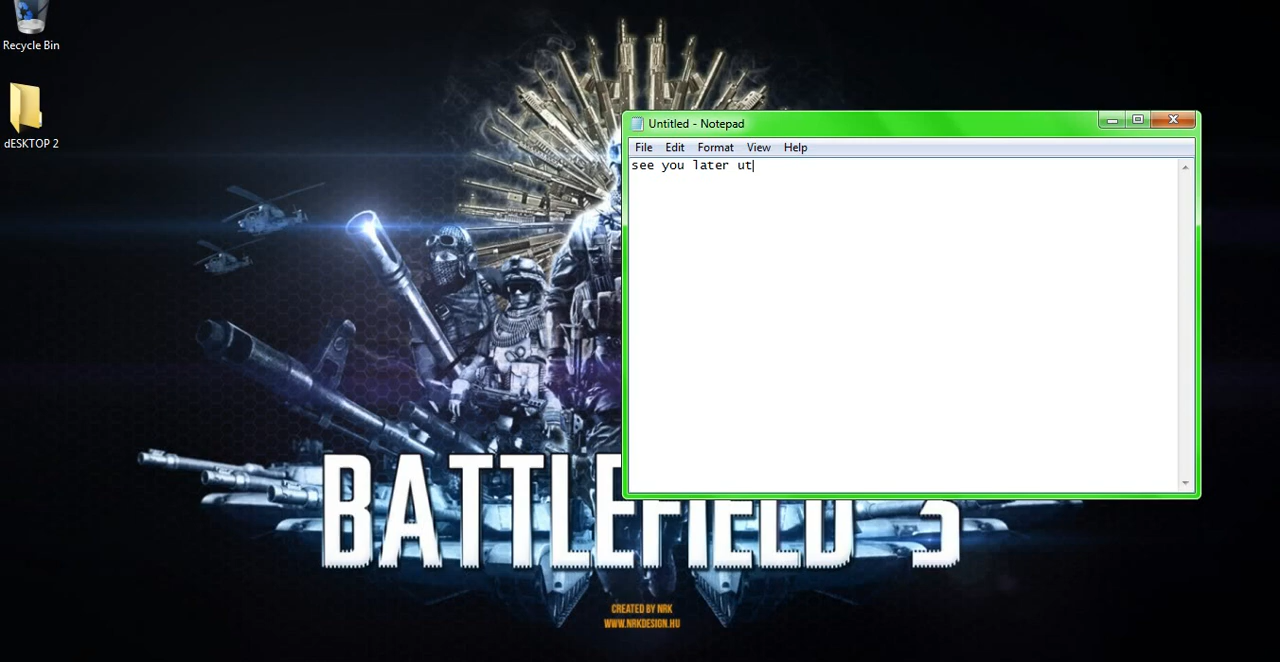 Recycle Bin
dESKTOP 2
Untitled - Notepad
File Edit Format View Help
see you later ut
BATTLEFIELD 3
CREATED BY NRK
WWW.NRKDESIGN.HU